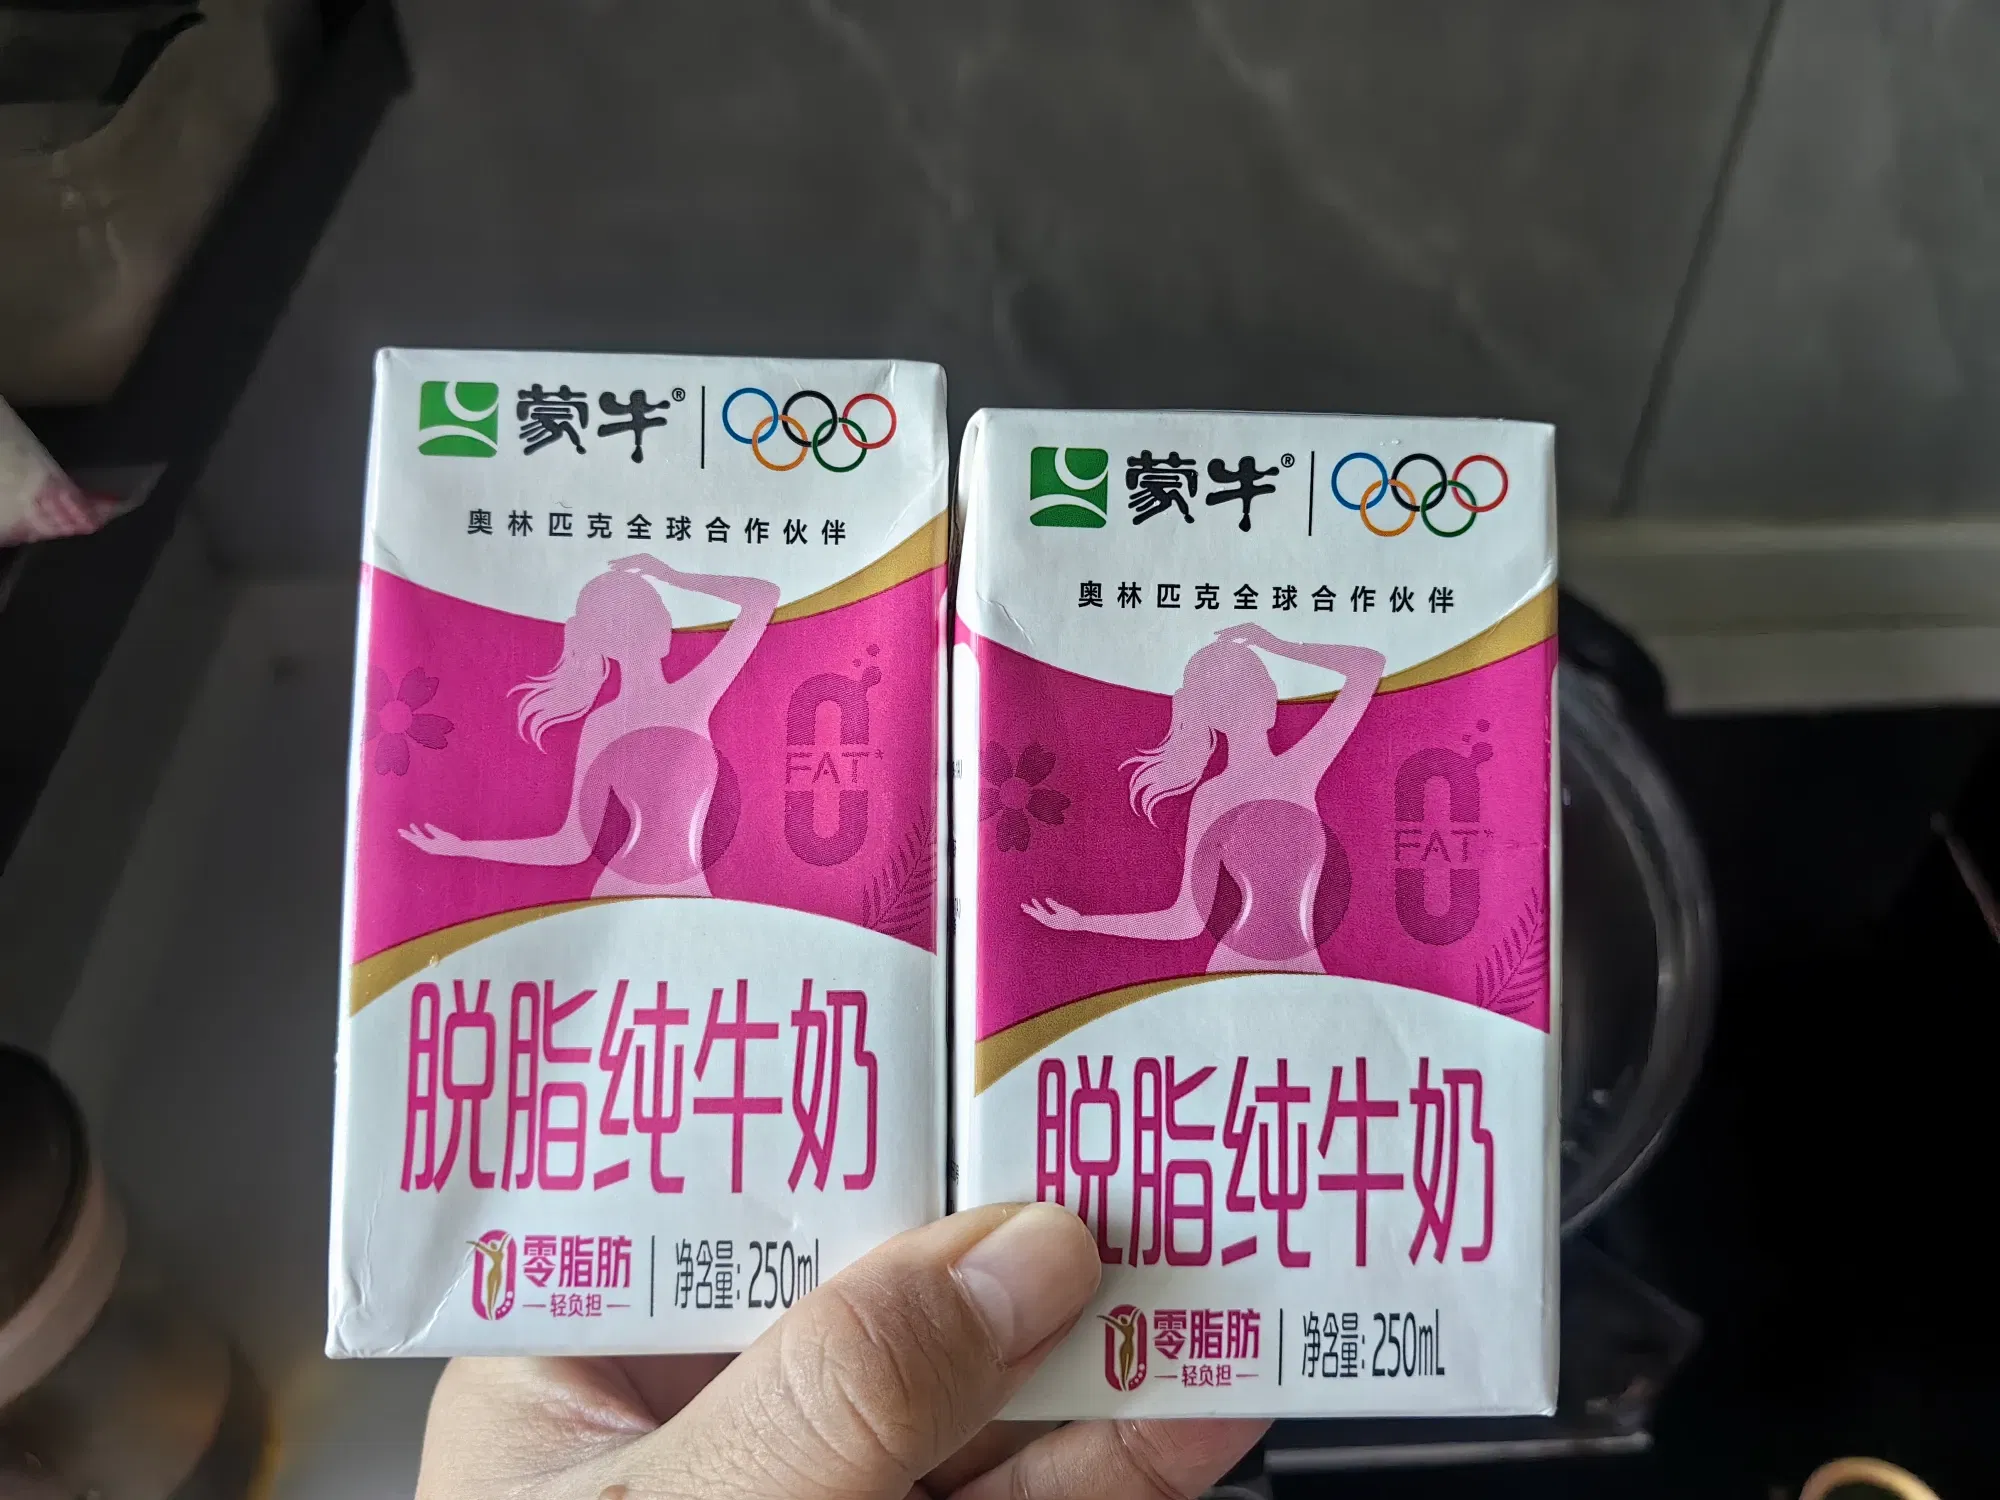 蒙牛®
奥林匹克全球合作伙伴
FAT*
脱脂纯牛奶
零脂肪
轻负担
净含量:250mL
蒙牛®
奥林匹克全球合作伙伴
FAT*
脱脂纯牛奶
零脂肪
轻负担
净含量:250mL